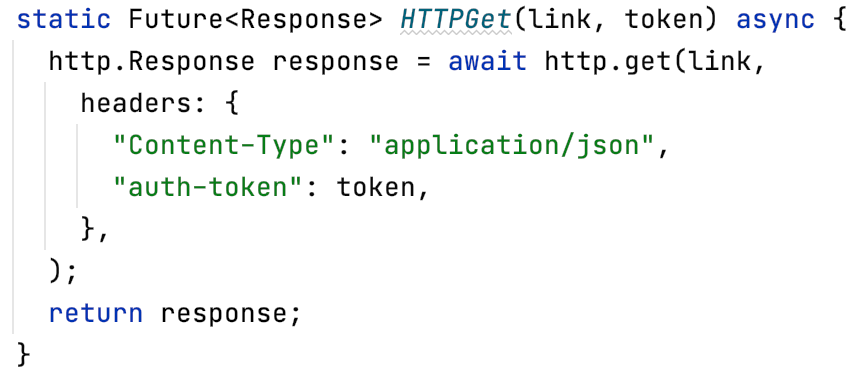 static Future<Response> HTTPGet(link, token) async {
http.Response response = await http.get(link,
headers: {
"Content-Type": "application/json",
"auth-token": token,
},
);
return response;
}